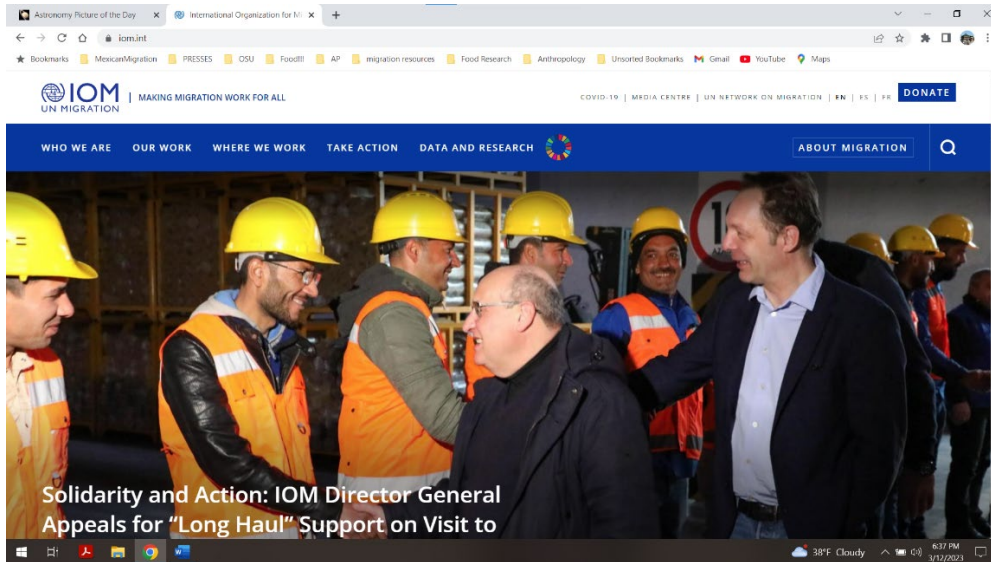 Astronomy Picture of the Day
International Organization for Mi
iom.int
Bookmarks MexicanMigration PRESSES OSU Food!!! AP migration resources Food Research Anthropology Unsorted Bookmarks Gmail YouTube Maps
IOM
UN MIGRATION
MAKING MIGRATION WORK FOR ALL
COVID-19 | MEDIA CENTRE | UN NETWORK ON MIGRATION | EN | ES | FR DONATE
WHO WE ARE OUR WORK WHERE WE WORK TAKE ACTION DATA AND RESEARCH ABOUT MIGRATION
Solidarity and Action: IOM Director General
Appeals for “Long Haul” Support on Visit to
38°F Cloudy
6:37 PM
3/12/2023